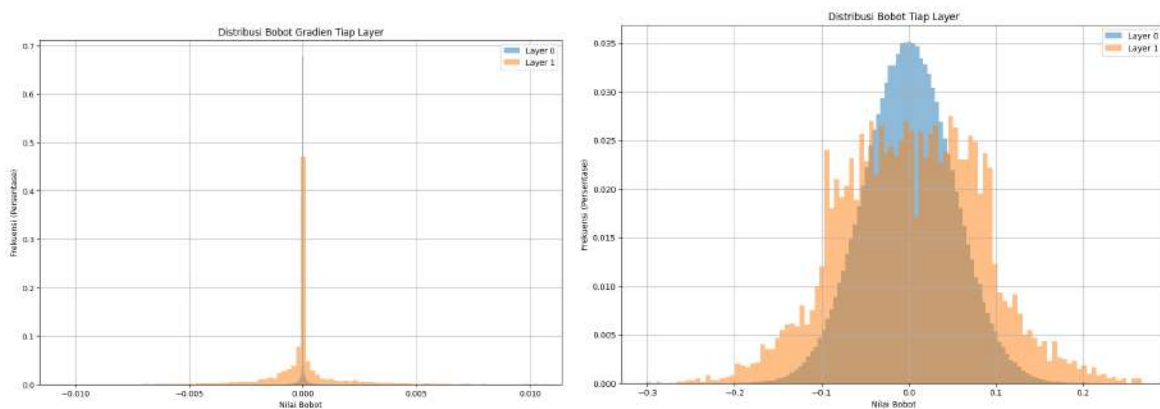 Distribusi Bobot Gradien Tiap Layer
Layer 0
Layer 1
0.7
0.6
0.5
0.4
0.3
0.2
0.1
0.0
Frekuensi (Persentase)
−0.010
−0.005
0.000
0.005
0.010
Nilai Bobot
Distribusi Bobot Tiap Layer
Layer 0
Layer 1
0.035
0.030
0.025
0.020
0.015
0.010
0.005
0.000
Frekuensi (Persentase)
−0.3
−0.2
−0.1
0.0
0.1
0.2
Nilai Bobot